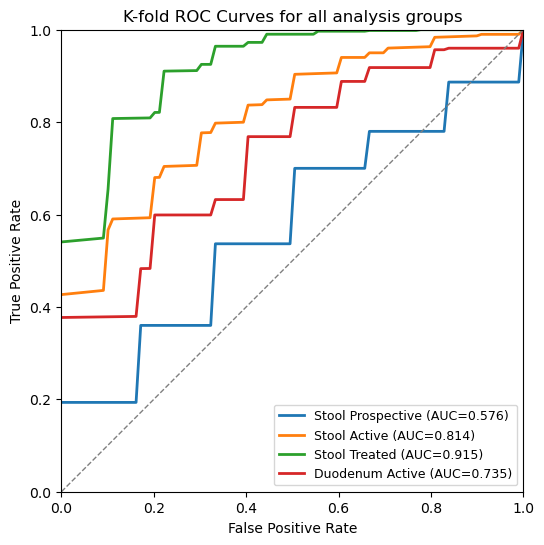 K-fold ROC Curves for all analysis groups
True Positive Rate
1.0
0.8
0.6
0.4
0.2
0.0
Stool Prospective (AUC=0.576)
Stool Active (AUC=0.814)
Stool Treated (AUC=0.915)
Duodenum Active (AUC=0.735)
0.0 0.2 0.4 0.6 0.8 1.0
False Positive Rate